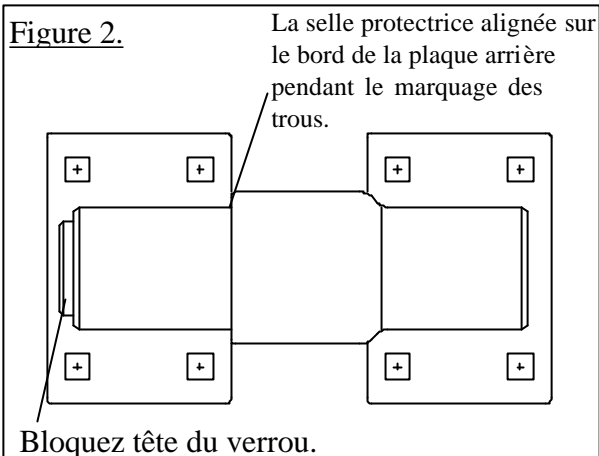 Figure 2.
La selle protectrice alignée sur
le bord de la plaque arrière
pendant le marquage des
trous.
Bloquez tête du verrou.